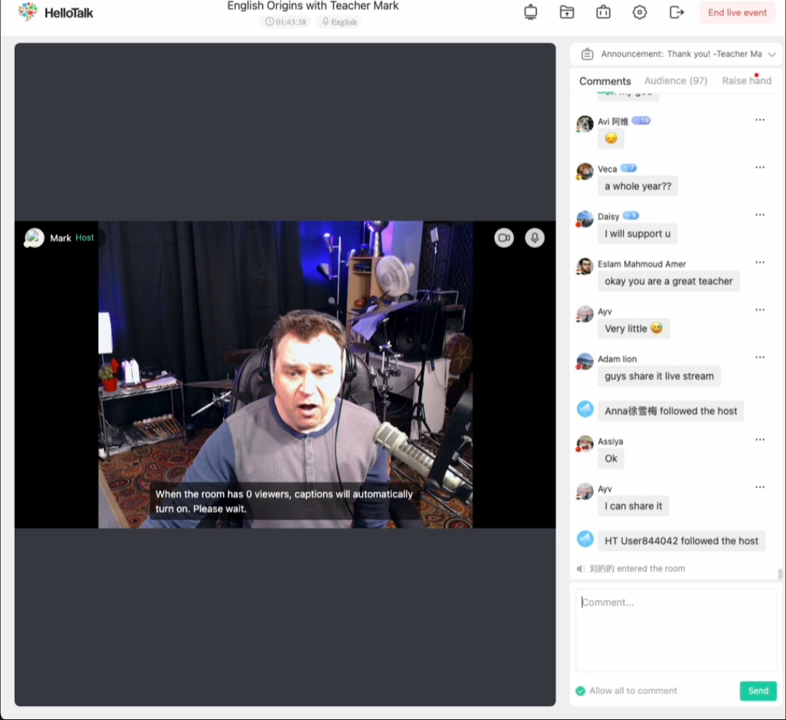 HelloTalk
English Origins with Teacher Mark
01:43:38
English
End live event
Mark Host
When the room has 0 viewers, captions will automatically
turn on. Please wait.
Announcement: Thank you! -Teacher Ma
Comments
Audience (97)
Raise hand
Avi 阿维
😞
Veca
a whole year??
Daisy
I will support u
Eslam Mahmoud Amer
okay you are a great teacher
Ayv
Very little 😅
Adam lion
guys share it live stream
Anna徐雪梅 followed the host
Assiya
Ok
Ayv
I can share it
HT User844042 followed the host
刘的的 entered the room
Comment...
Allow all to comment
Send